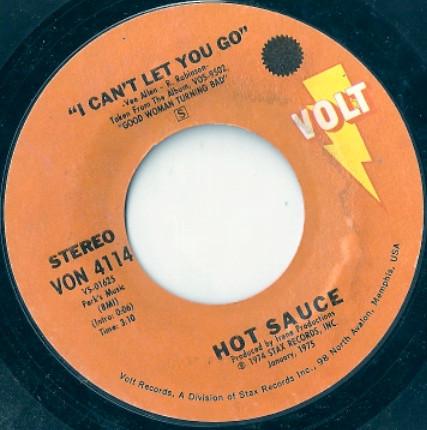 "I CAN'T LET YOU GO"
-Vee Allen - R. Robinson-
Taken From The Album, VOS-9502,
"GOOD WOMAN TURNING BAD"
S
VOLT
STEREO
VON 4114
VS-01625
Perk's Music
(BMI)
(Intro: 0:06)
Time: 3:10
HOT SAUCE
Produced by Irene Productions
℗ 1974 STAX RECORDS, INC.
January, 1975
Volt Records, A Division of Stax Records Inc., 98 North Avalon, Memphis, USA